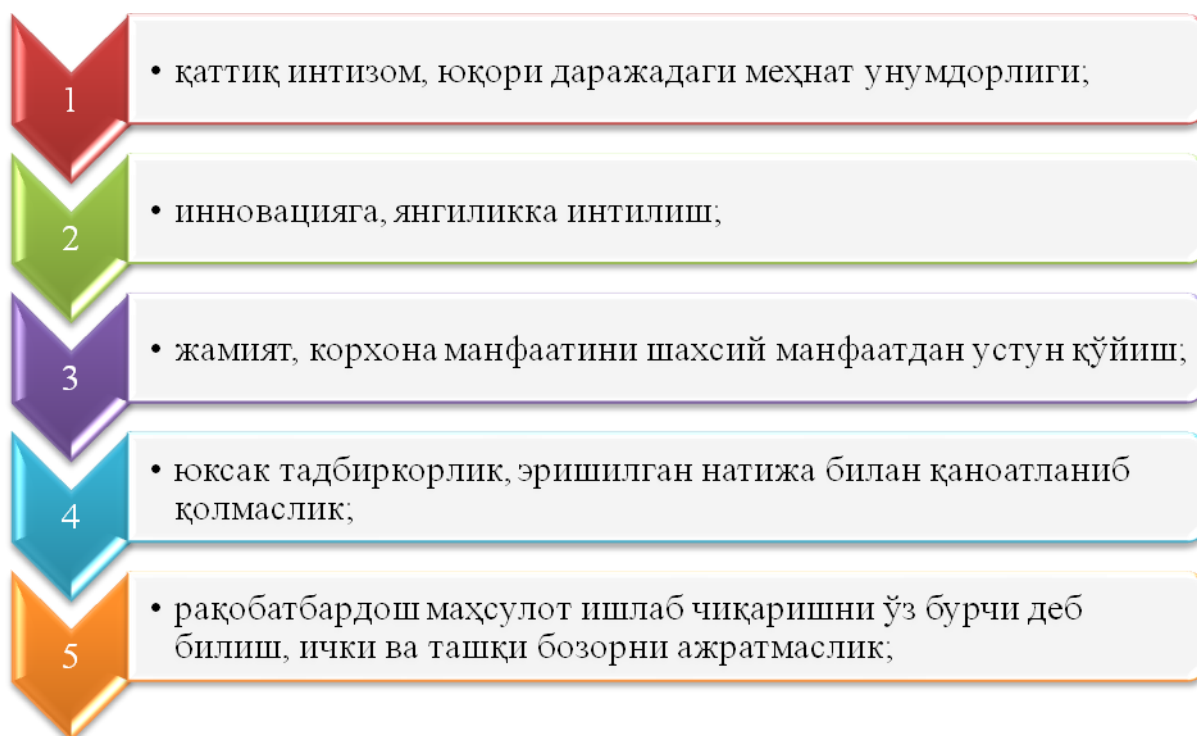 1
• қаттиқ интизом, юқори даражадаги меҳнат унумдорлиги;
2
• инновацияга, янгиликка интилиш;
3
• жамият, корхона манфаатини шахсий манфаатдан устун қўйиш;
4
• юксак тадбиркорлик, эришилган натижа билан қаноатланиб
қолмаслик;
5
• рақобатбардош маҳсулот ишлаб чиқаришни ўз бурчи деб
билиш, ички ва ташқи бозорни ажратмаслик;